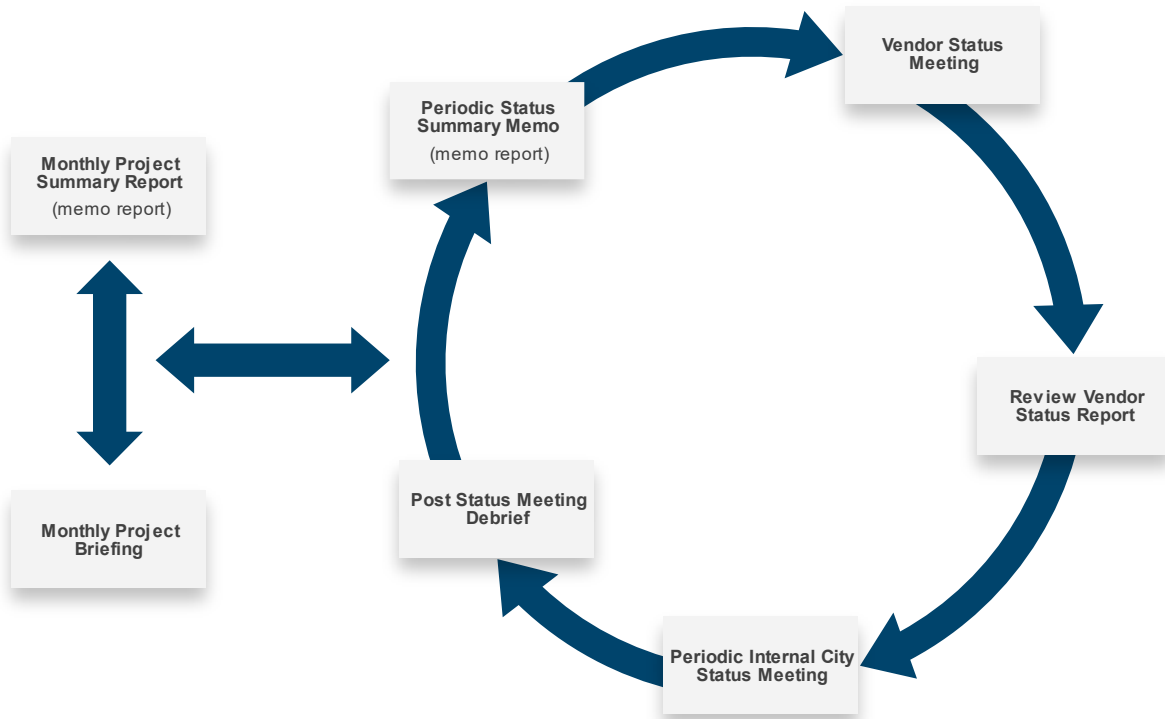 Monthly Project
Summary Report
(memo report)
Monthly Project
Briefing
Periodic Status
Summary Memo
(memo report)
Vendor Status
Meeting
Review Vendor
Status Report
Periodic Internal City
Status Meeting
Post Status Meeting
Debrief